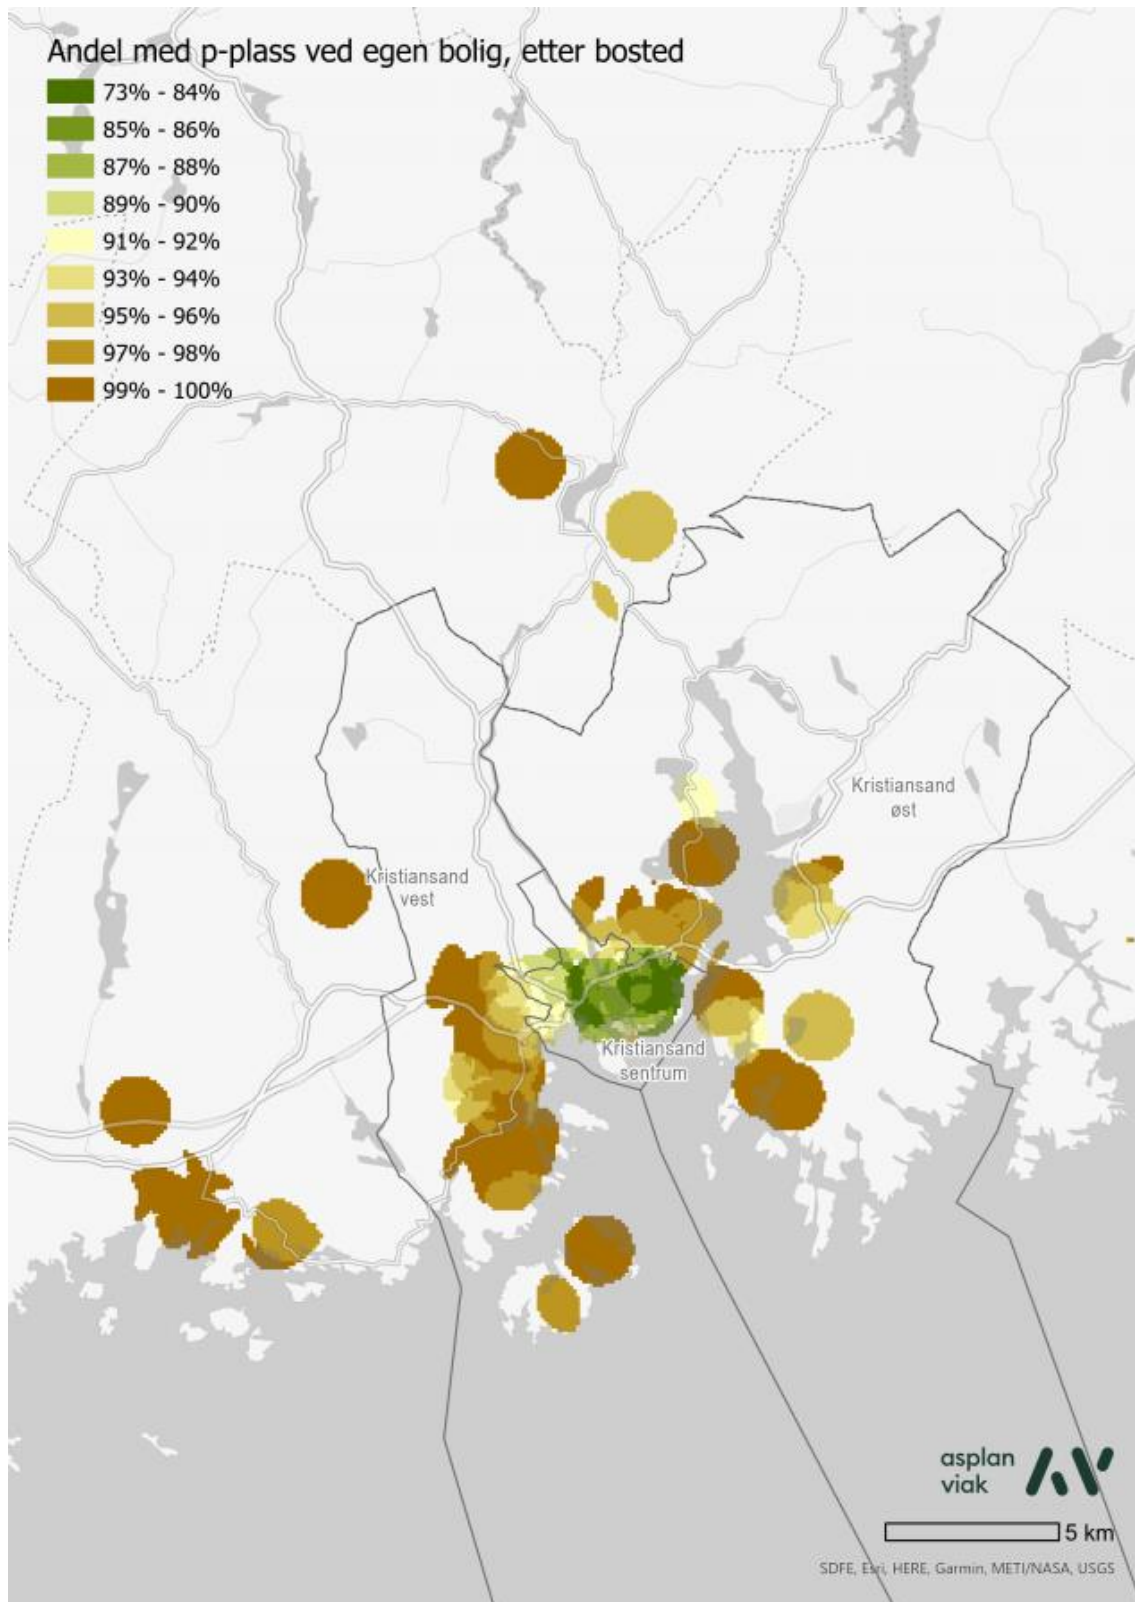 Andel med p-plass ved egen bolig, etter bosted
73% - 84%
85% - 86%
87% - 88%
89% - 90%
91% - 92%
93% - 94%
95% - 96%
97% - 98%
99% - 100%
Kristiansand
øst
Kristiansand
vest
Kristiansand
sentrum
asplan
viak
5 km
SDFE, Esri, HERE, Garmin, METI/NASA, USGS